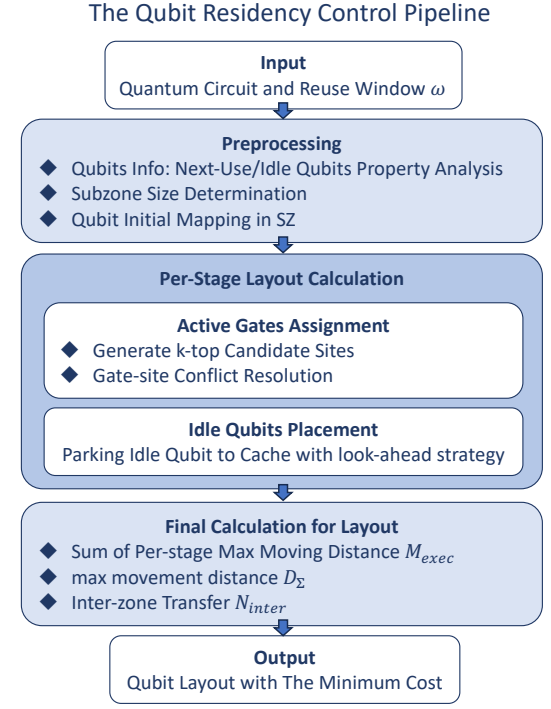 The Qubit Residency Control Pipeline
Input
Quantum Circuit and Reuse Window ω
Preprocessing
◆ Qubits Info: Next-Use/Idle Qubits Property Analysis
◆ Subzone Size Determination
◆ Qubit Initial Mapping in SZ
Per-Stage Layout Calculation
Active Gates Assignment
◆ Generate k-top Candidate Sites
◆ Gate-site Conflict Resolution
Idle Qubits Placement
Parking Idle Qubit to Cache with look-ahead strategy
Final Calculation for Layout
◆ Sum of Per-stage Max Moving Distance M_exec
◆ max movement distance D_Σ
◆ Inter-zone Transfer N_inter
Output
Qubit Layout with The Minimum Cost